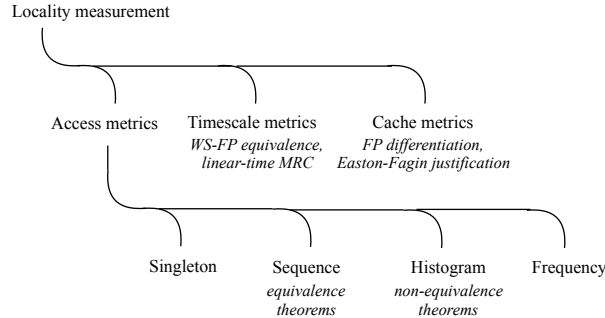 Locality measurement
Access metrics
Timescale metrics
WS-FP equivalence,
linear-time MRC
Cache metrics
FP differentiation,
Easton-Fagin justification
Singleton
Sequence
equivalence
theorems
Histogram
non-equivalence
theorems
Frequency